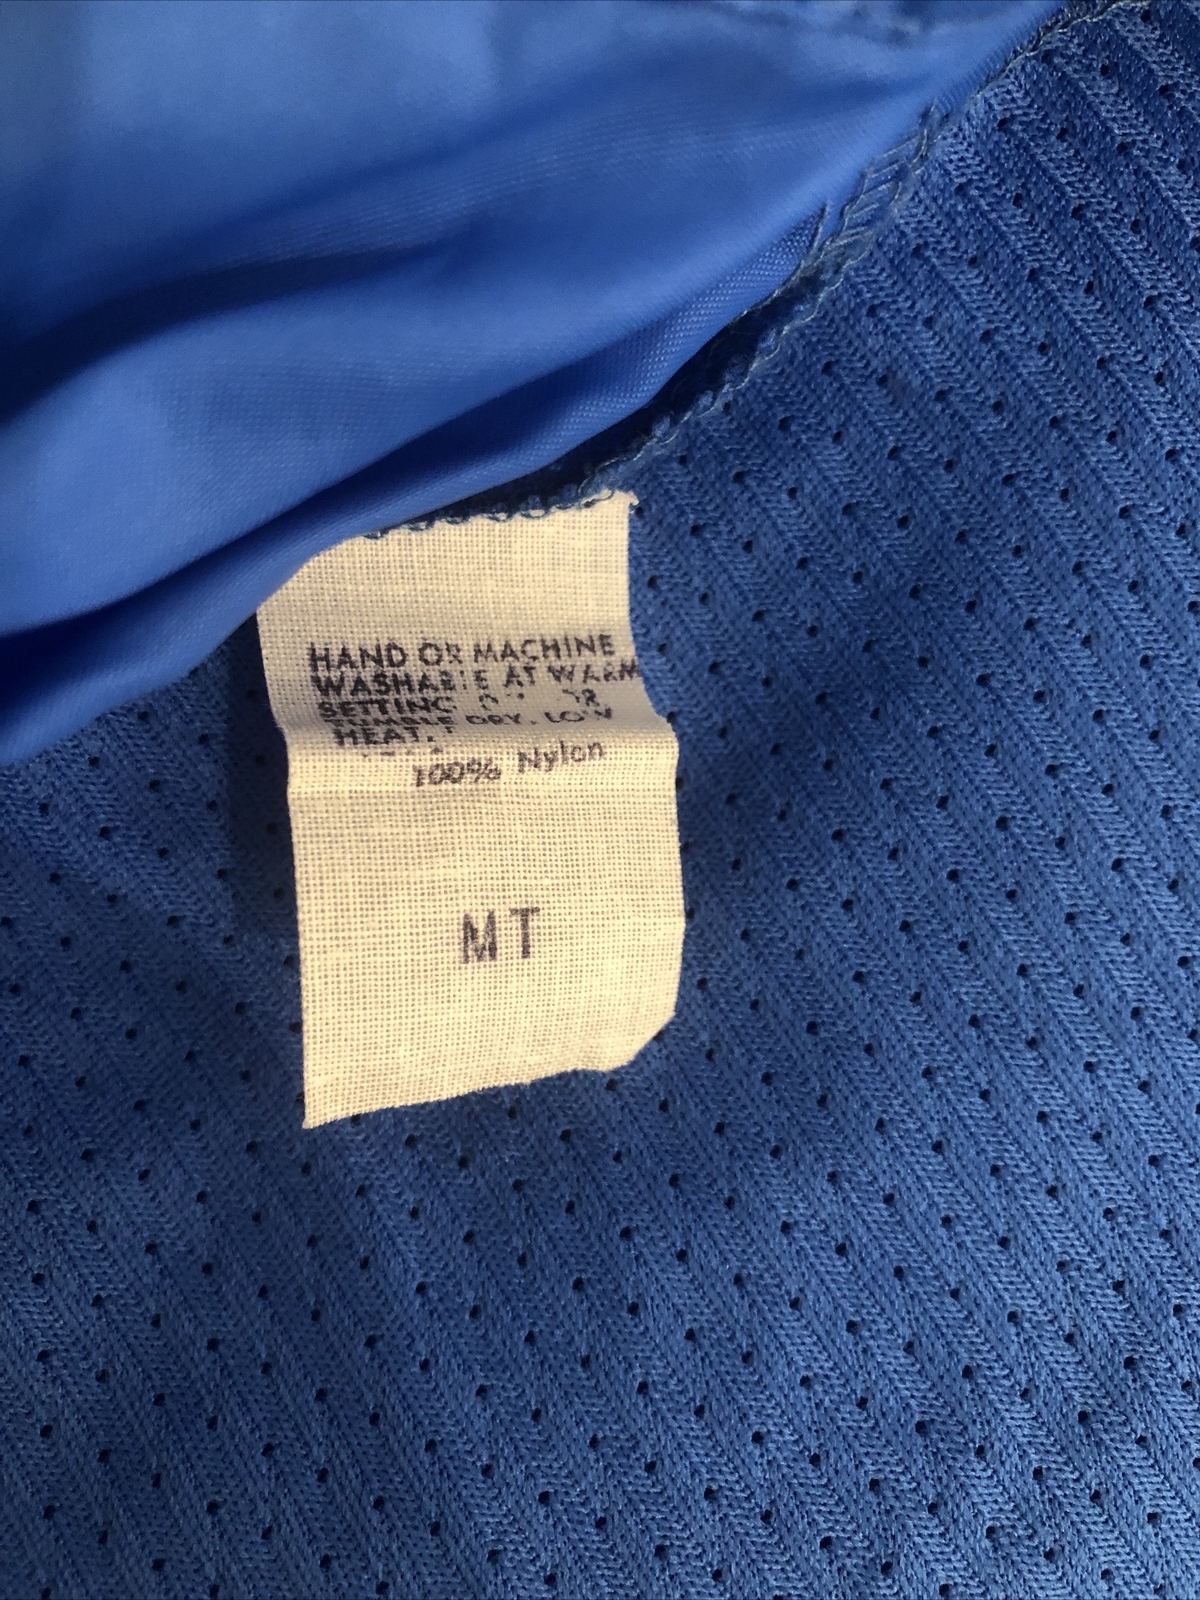 HAND OR MACHINE
WASHABLE AT WARM
SETTING
TUMBLE DRY, LOW
HEAT.
100% Nylon
MT